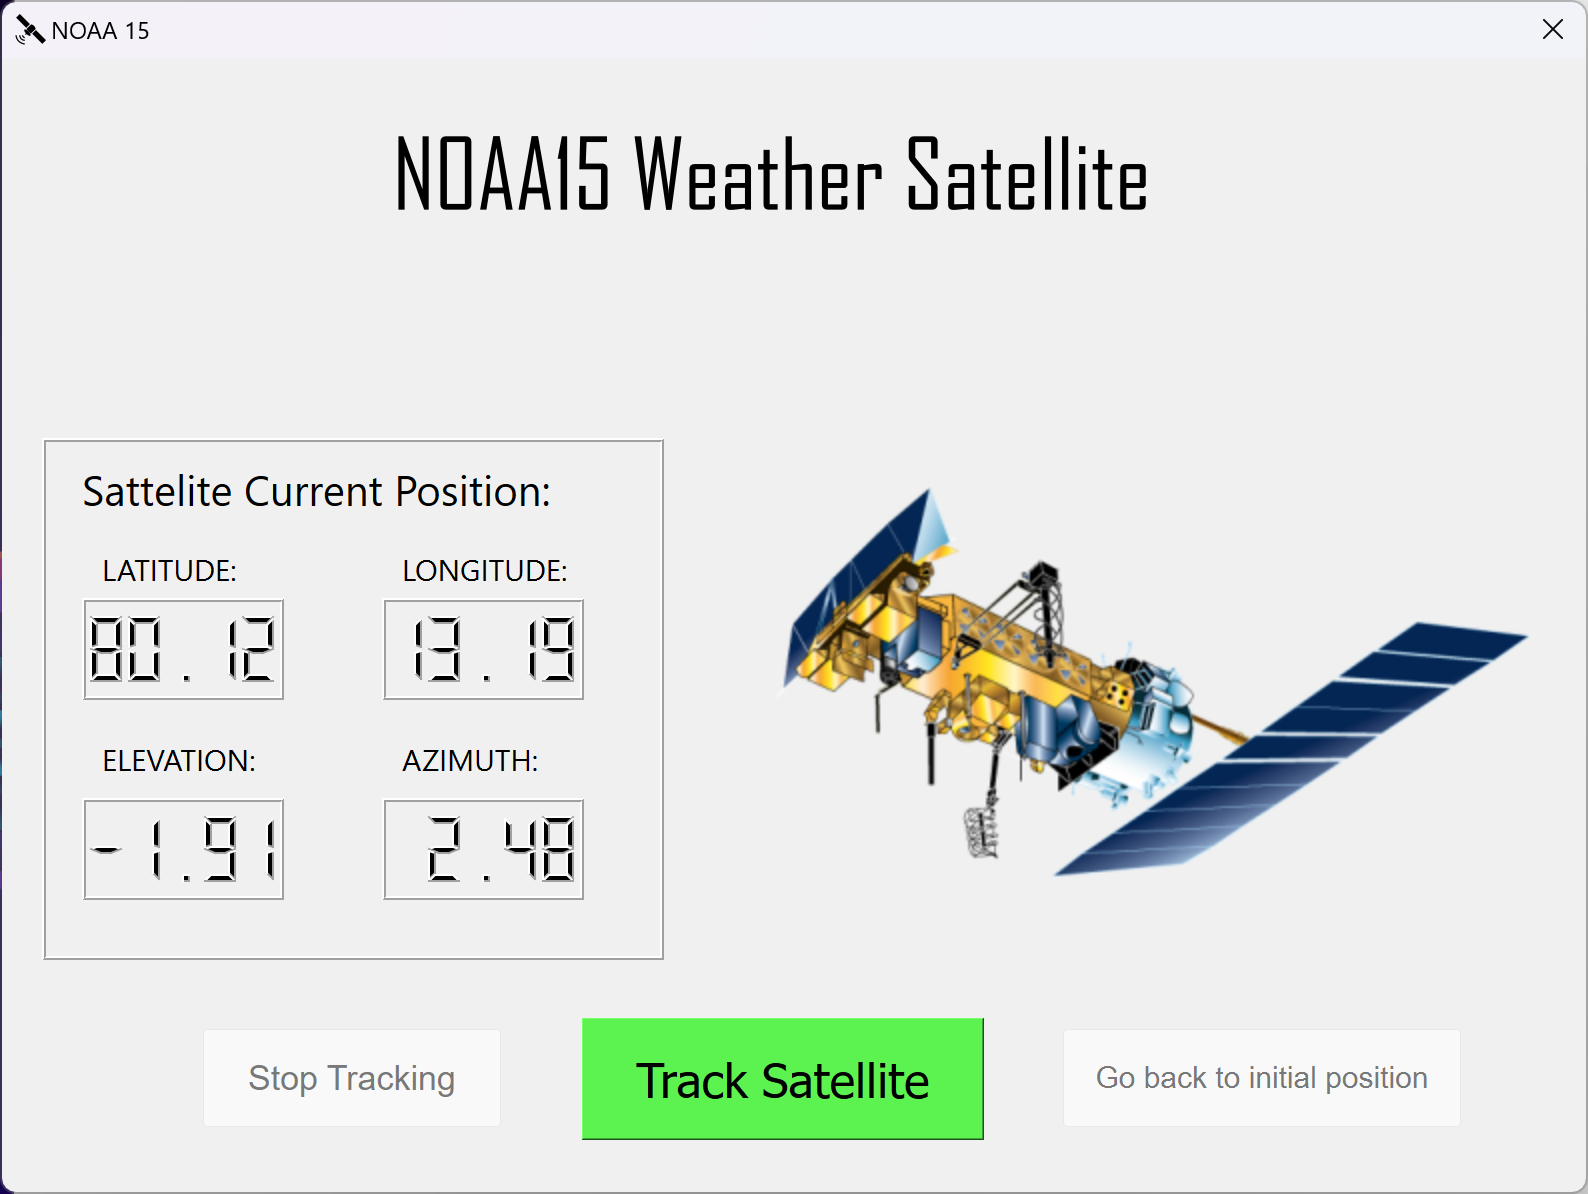 NOAA 15
NOAA15 Weather Satellite
Sattelite Current Position:
LATITUDE: LONGITUDE:
80.12 13.19
ELEVATION: AZIMUTH:
-1.91 2.48
Stop Tracking Track Satellite Go back to initial position